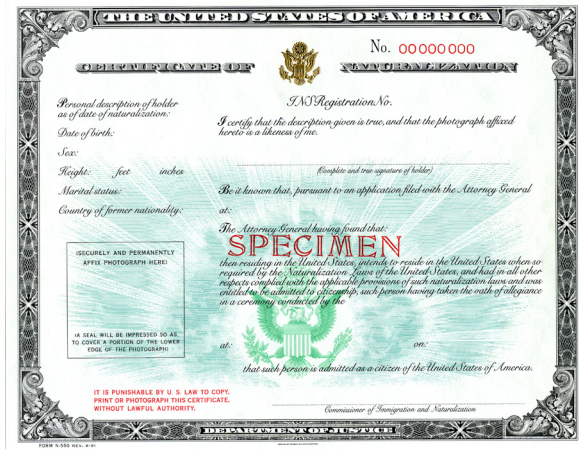 THE UNITED STATES OF AMERICA
No. 00000000
CERTIFICATE OF NATURALIZATION
Personal description of holder
as of date of naturalization:
Date of birth:
Sex:
Height: feet inches
Marital status:
Country of former nationality:
INS Registration No.
I certify that the description given is true, and that the photograph affixed
hereto is a likeness of me.
(Complete and true signature of holder)
Be it known that, pursuant to an application filed with the Attorney General
at:
The Attorney General having found that:
SPECIMEN
then residing in the United States, intends to reside in the United States when so
required by the Naturalization Laws of the United States, and had in all other
respects complied with the applicable provisions of such naturalization laws and was
entitled to be admitted to citizenship, such person having taken the oath of allegiance
in a ceremony conducted by the
(SECURELY AND PERMANENTLY
AFFIX PHOTOGRAPH HERE)
(A SEAL WILL BE IMPRESSED SO AS
TO COVER A PORTION OF THE LOWER
EDGE OF THE PHOTOGRAPH)
at: on:
that such person is admitted as a citizen of the United States of America.
IT IS PUNISHABLE BY U. S. LAW TO COPY,
PRINT OR PHOTOGRAPH THIS CERTIFICATE,
WITHOUT LAWFUL AUTHORITY.
Commissioner of Immigration and Naturalization
DEPARTMENT OF JUSTICE
FORM N-550 REV. 6-91